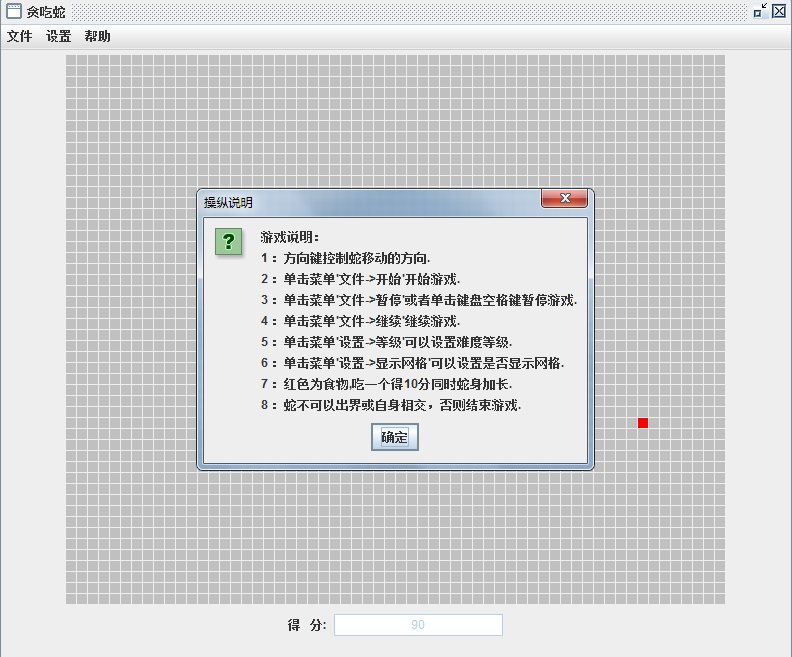 贪吃蛇
文件 设置 帮助
操纵说明
游戏说明：
1 ：方向键控制蛇移动的方向.
2 ：单击菜单'文件->开始'开始游戏.
3 ：单击菜单'文件->暂停'或者单击键盘空格键暂停游戏.
4 ：单击菜单'文件->继续'继续游戏.
5 ：单击菜单'设置->等级'可以设置难度等级.
6 ：单击菜单'设置->显示网格'可以设置是否显示网格.
7 ：红色为食物,吃一个得10分同时蛇身加长.
8 ：蛇不可以出界或自身相交，否则结束游戏.
确定
得 分: 90